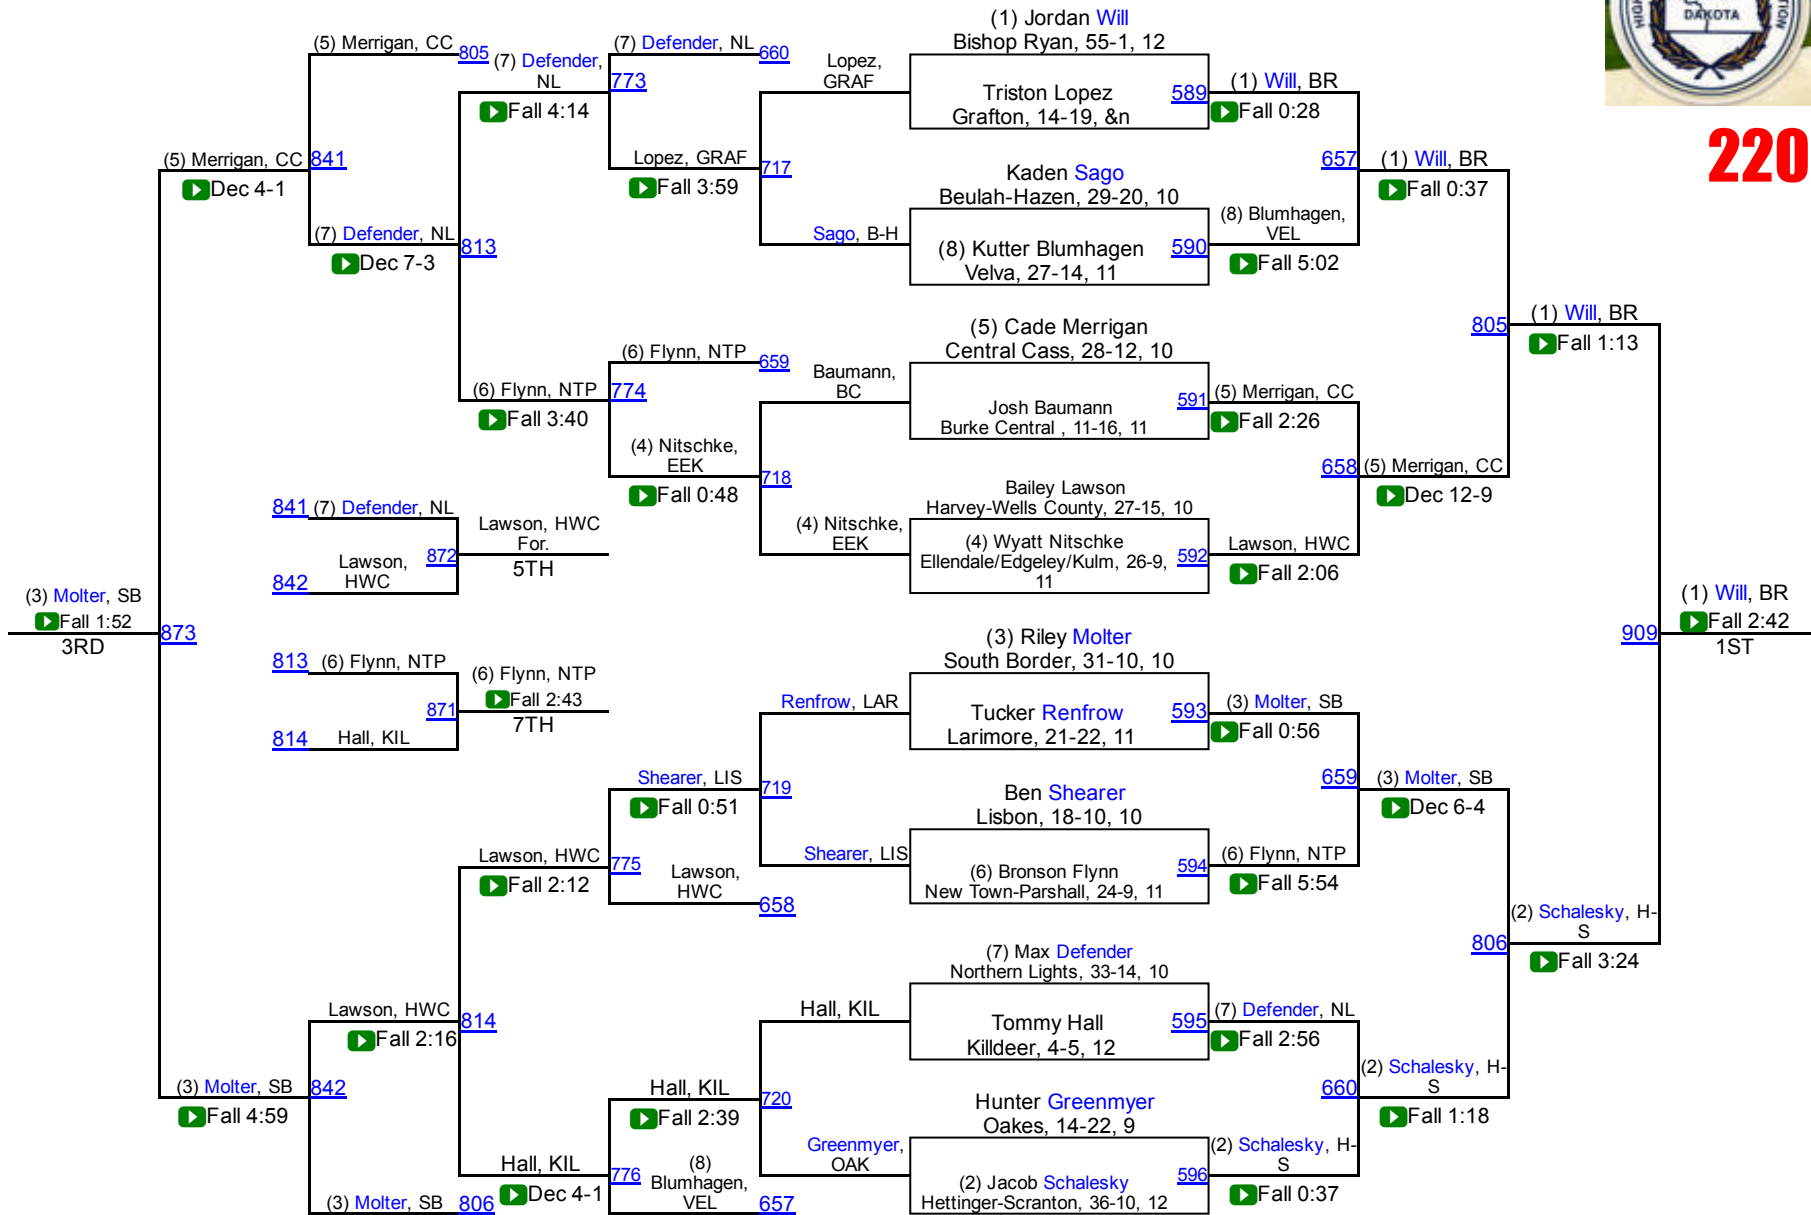 DAKOTA
220
(1) Jordan Will
Bishop Ryan, 55-1, 12
Triston Lopez
Grafton, 14-19, &n
589
Kaden Sago
Beulah-Hazen, 29-20, 10
(8) Kutter Blumhagen
Velva, 27-14, 11
590
(5) Cade Merrigan
Central Cass, 28-12, 10
Josh Baumann
Burke Central , 11-16, 11
591
Bailey Lawson
Harvey-Wells County, 27-15, 10
(4) Wyatt Nitschke
Ellendale/Edgeley/Kulm, 26-9,
11
592
(3) Riley Molter
South Border, 31-10, 10
Tucker Renfrow
Larimore, 21-22, 11
593
Ben Shearer
Lisbon, 18-10, 10
(6) Bronson Flynn
New Town-Parshall, 24-9, 11
594
(7) Max Defender
Northern Lights, 33-14, 10
Tommy Hall
Killdeer, 4-5, 12
595
Hunter Greenmyer
Oakes, 14-22, 9
(2) Jacob Schalesky
Hettinger-Scranton, 36-10, 12
596
(1) Will, BR
Fall 0:28
657
(8) Blumhagen,
VEL
Fall 5:02
(5) Merrigan, CC
Fall 2:26
658
Lawson, HWC
Fall 2:06
(3) Molter, SB
Fall 0:56
659
(6) Flynn, NTP
Fall 5:54
(7) Defender, NL
Fall 2:56
660
(2) Schalesky, H-
S
Fall 0:37
(1) Will, BR
Fall 0:37
805
(5) Merrigan, CC
Dec 12-9
(3) Molter, SB
Dec 6-4
806
(2) Schalesky, H-
S
Fall 1:18
(1) Will, BR
Fall 1:13
909
(2) Schalesky, H-
S
Fall 3:24
(1) Will, BR
Fall 2:42
1ST
Lopez,
GRAF
717
Sago, B-H
Baumann,
BC
718
(4) Nitschke,
EEK
Renfrow, LAR
719
Shearer, LIS
Hall, KIL
720
Greenmyer,
OAK
(7) Defender, NL
660
773
Lopez, GRAF
Fall 3:59
(6) Flynn, NTP
659
774
(4) Nitschke,
EEK
Fall 0:48
Shearer, LIS
Fall 0:51
775
Lawson,
HWC
658
Hall, KIL
Fall 2:39
776
(8)
Blumhagen,
VEL
657
(7) Defender,
NL
Fall 4:14
813
(6) Flynn, NTP
Fall 3:40
Lawson, HWC
Fall 2:12
814
Hall, KIL
Dec 4-1
(5) Merrigan, CC
805
841
(7) Defender, NL
Dec 7-3
Lawson, HWC
Fall 2:16
842
(3) Molter, SB
806
(5) Merrigan, CC
Dec 4-1
873
(3) Molter, SB
Fall 4:59
(3) Molter, SB
Fall 1:52
3RD
841
(7) Defender, NL
872
842
Lawson,
HWC
Lawson, HWC
For.
5TH
813
(6) Flynn, NTP
871
814
Hall, KIL
(6) Flynn, NTP
Fall 2:43
7TH